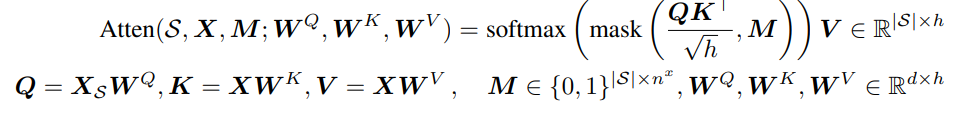 Atten(𝒮, X, M; W^Q, W^K, W^V) = softmax ( mask ( QK^⊤ / √h , M ) ) V ∈ ℝ^{|𝒮|×h}
Q = X_𝒮 W^Q, K = XW^K, V = XW^V , M ∈ {0, 1}^{|𝒮|×n^x}, W^Q, W^K, W^V ∈ ℝ^{d×h}